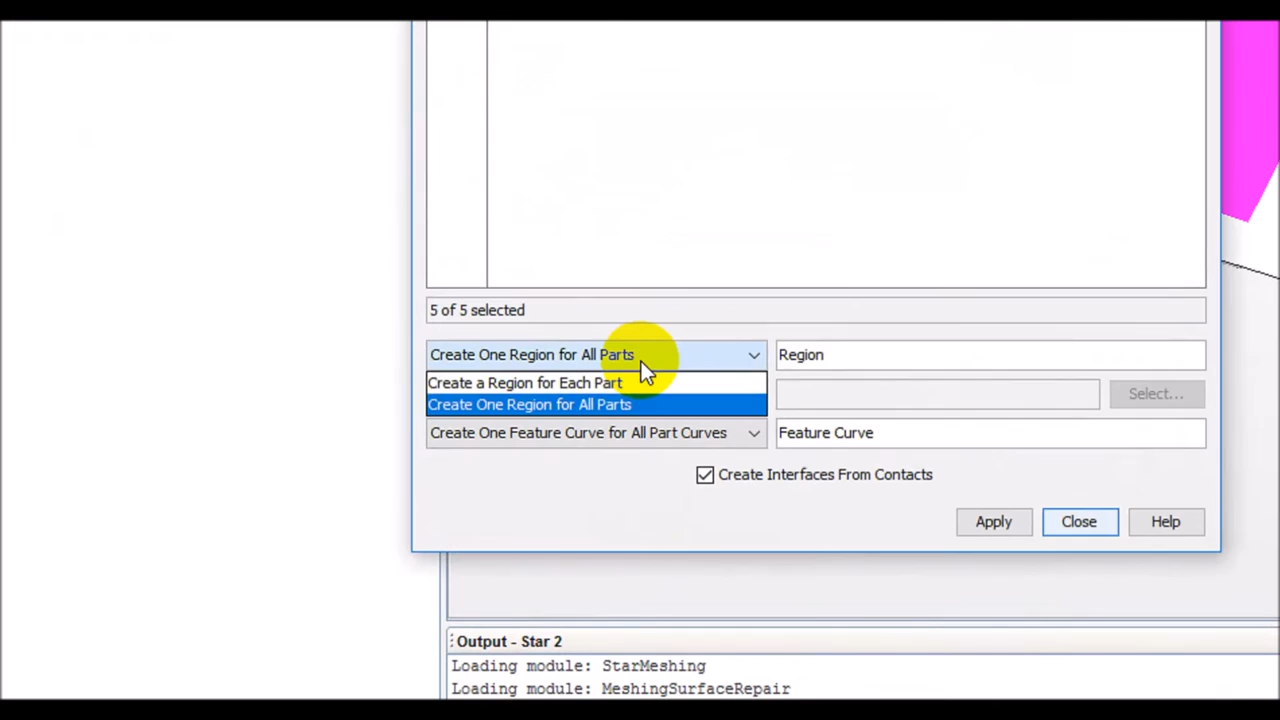 5 of 5 selected
Create One Region for All Parts
Region
Create a Region for Each Part
Create One Region for All Parts
Select...
Create One Feature Curve for All Part Curves
Feature Curve
Create Interfaces From Contacts
Apply
Close
Help
Output - Star 2
Loading module: StarMeshing
Loading module: MeshingSurfaceRepair